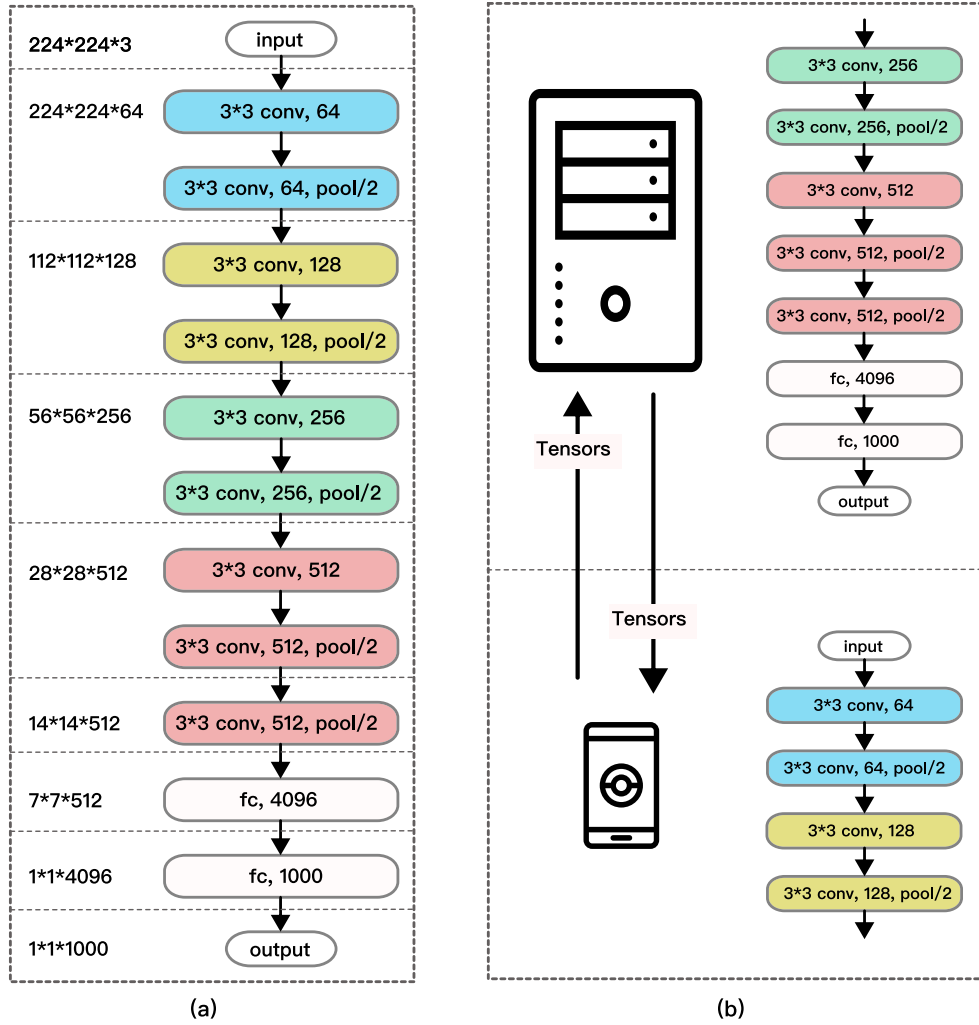 224*224*3
input
224*224*64
3*3 conv, 64
3*3 conv, 64, pool/2
112*112*128
3*3 conv, 128
3*3 conv, 128, pool/2
56*56*256
3*3 conv, 256
3*3 conv, 256, pool/2
28*28*512
3*3 conv, 512
3*3 conv, 512, pool/2
14*14*512
3*3 conv, 512, pool/2
7*7*512
fc, 4096
1*1*4096
fc, 1000
1*1*1000
output
(a)
3*3 conv, 256
3*3 conv, 256, pool/2
3*3 conv, 512
3*3 conv, 512, pool/2
3*3 conv, 512, pool/2
fc, 4096
fc, 1000
output
Tensors
Tensors
input
3*3 conv, 64
3*3 conv, 64, pool/2
3*3 conv, 128
3*3 conv, 128, pool/2
(b)